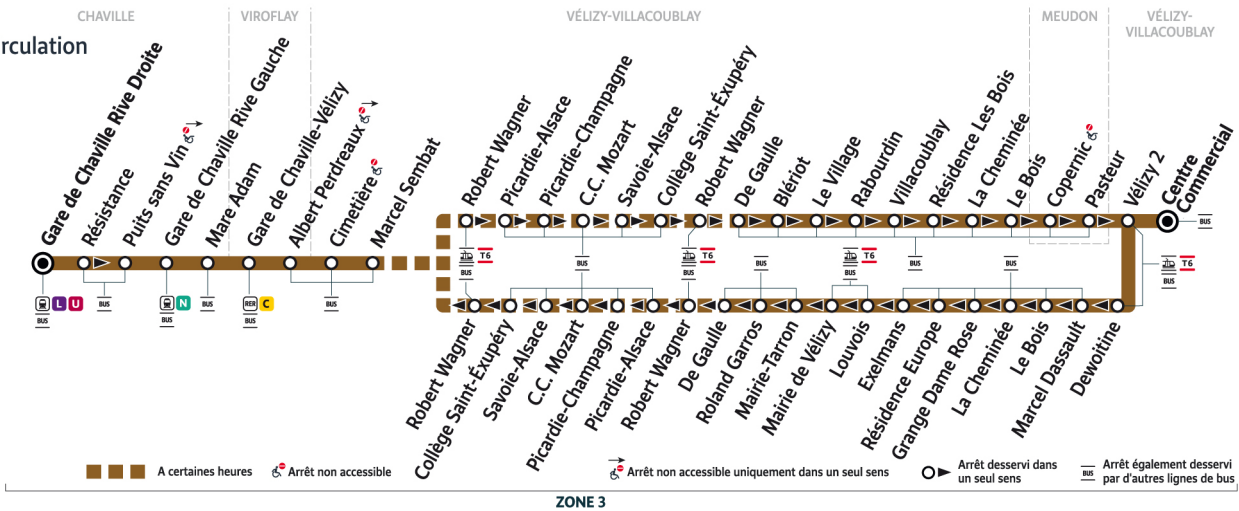 CHAVILLE
VIROFLAY
VÉLIZY-VILLACOUBLAY
MEUDON
VÉLIZY-
VILLACOUBLAY
rculation
Gare de Chaville Rive Droite
Résistance
Puits sans Vin
Gare de Chaville Rive Gauche
Mare Adam
Gare de Chaville-Vélizy
Albert Perdreaux
Cimetière
Marcel Sembat
Robert Wagner
Picardie-Alsace
Picardie-Champagne
C.C. Mozart
Savoie-Alsace
Collège Saint-Éxupéry
Robert Wagner
De Gaulle
Blériot
Le Village
Rabourdin
Villacoublay
Résidence Les Bois
La Cheminée
Le Bois
Copernic
Pasteur
Vélizy 2
Centre
Commercial
BUS
L U
BUS
BUS
N
BUS
BUS
RER C
BUS
BUS
T6
BUS
BUS
T6
BUS
BUS
T6
BUS
BUS
BUS
BUS
T6
BUS
Robert Wagner
Collège Saint-Éxupéry
Savoie-Alsace
C.C. Mozart
Picardie-Champagne
Picardie-Alsace
Robert Wagner
De Gaulle
Roland Garros
Mairie-Tarron
Mairie de Vélizy
Louvois
Exelmans
Résidence Europe
Grange Dame Rose
La Cheminée
Le Bois
Marcel Dassault
Dewoitine
A certaines heures
Arrêt non accessible
Arrêt non accessible uniquement dans un seul sens
Arrêt desservi dans
un seul sens
BUS
Arrêt également desservi
par d'autres lignes de bus
ZONE 3